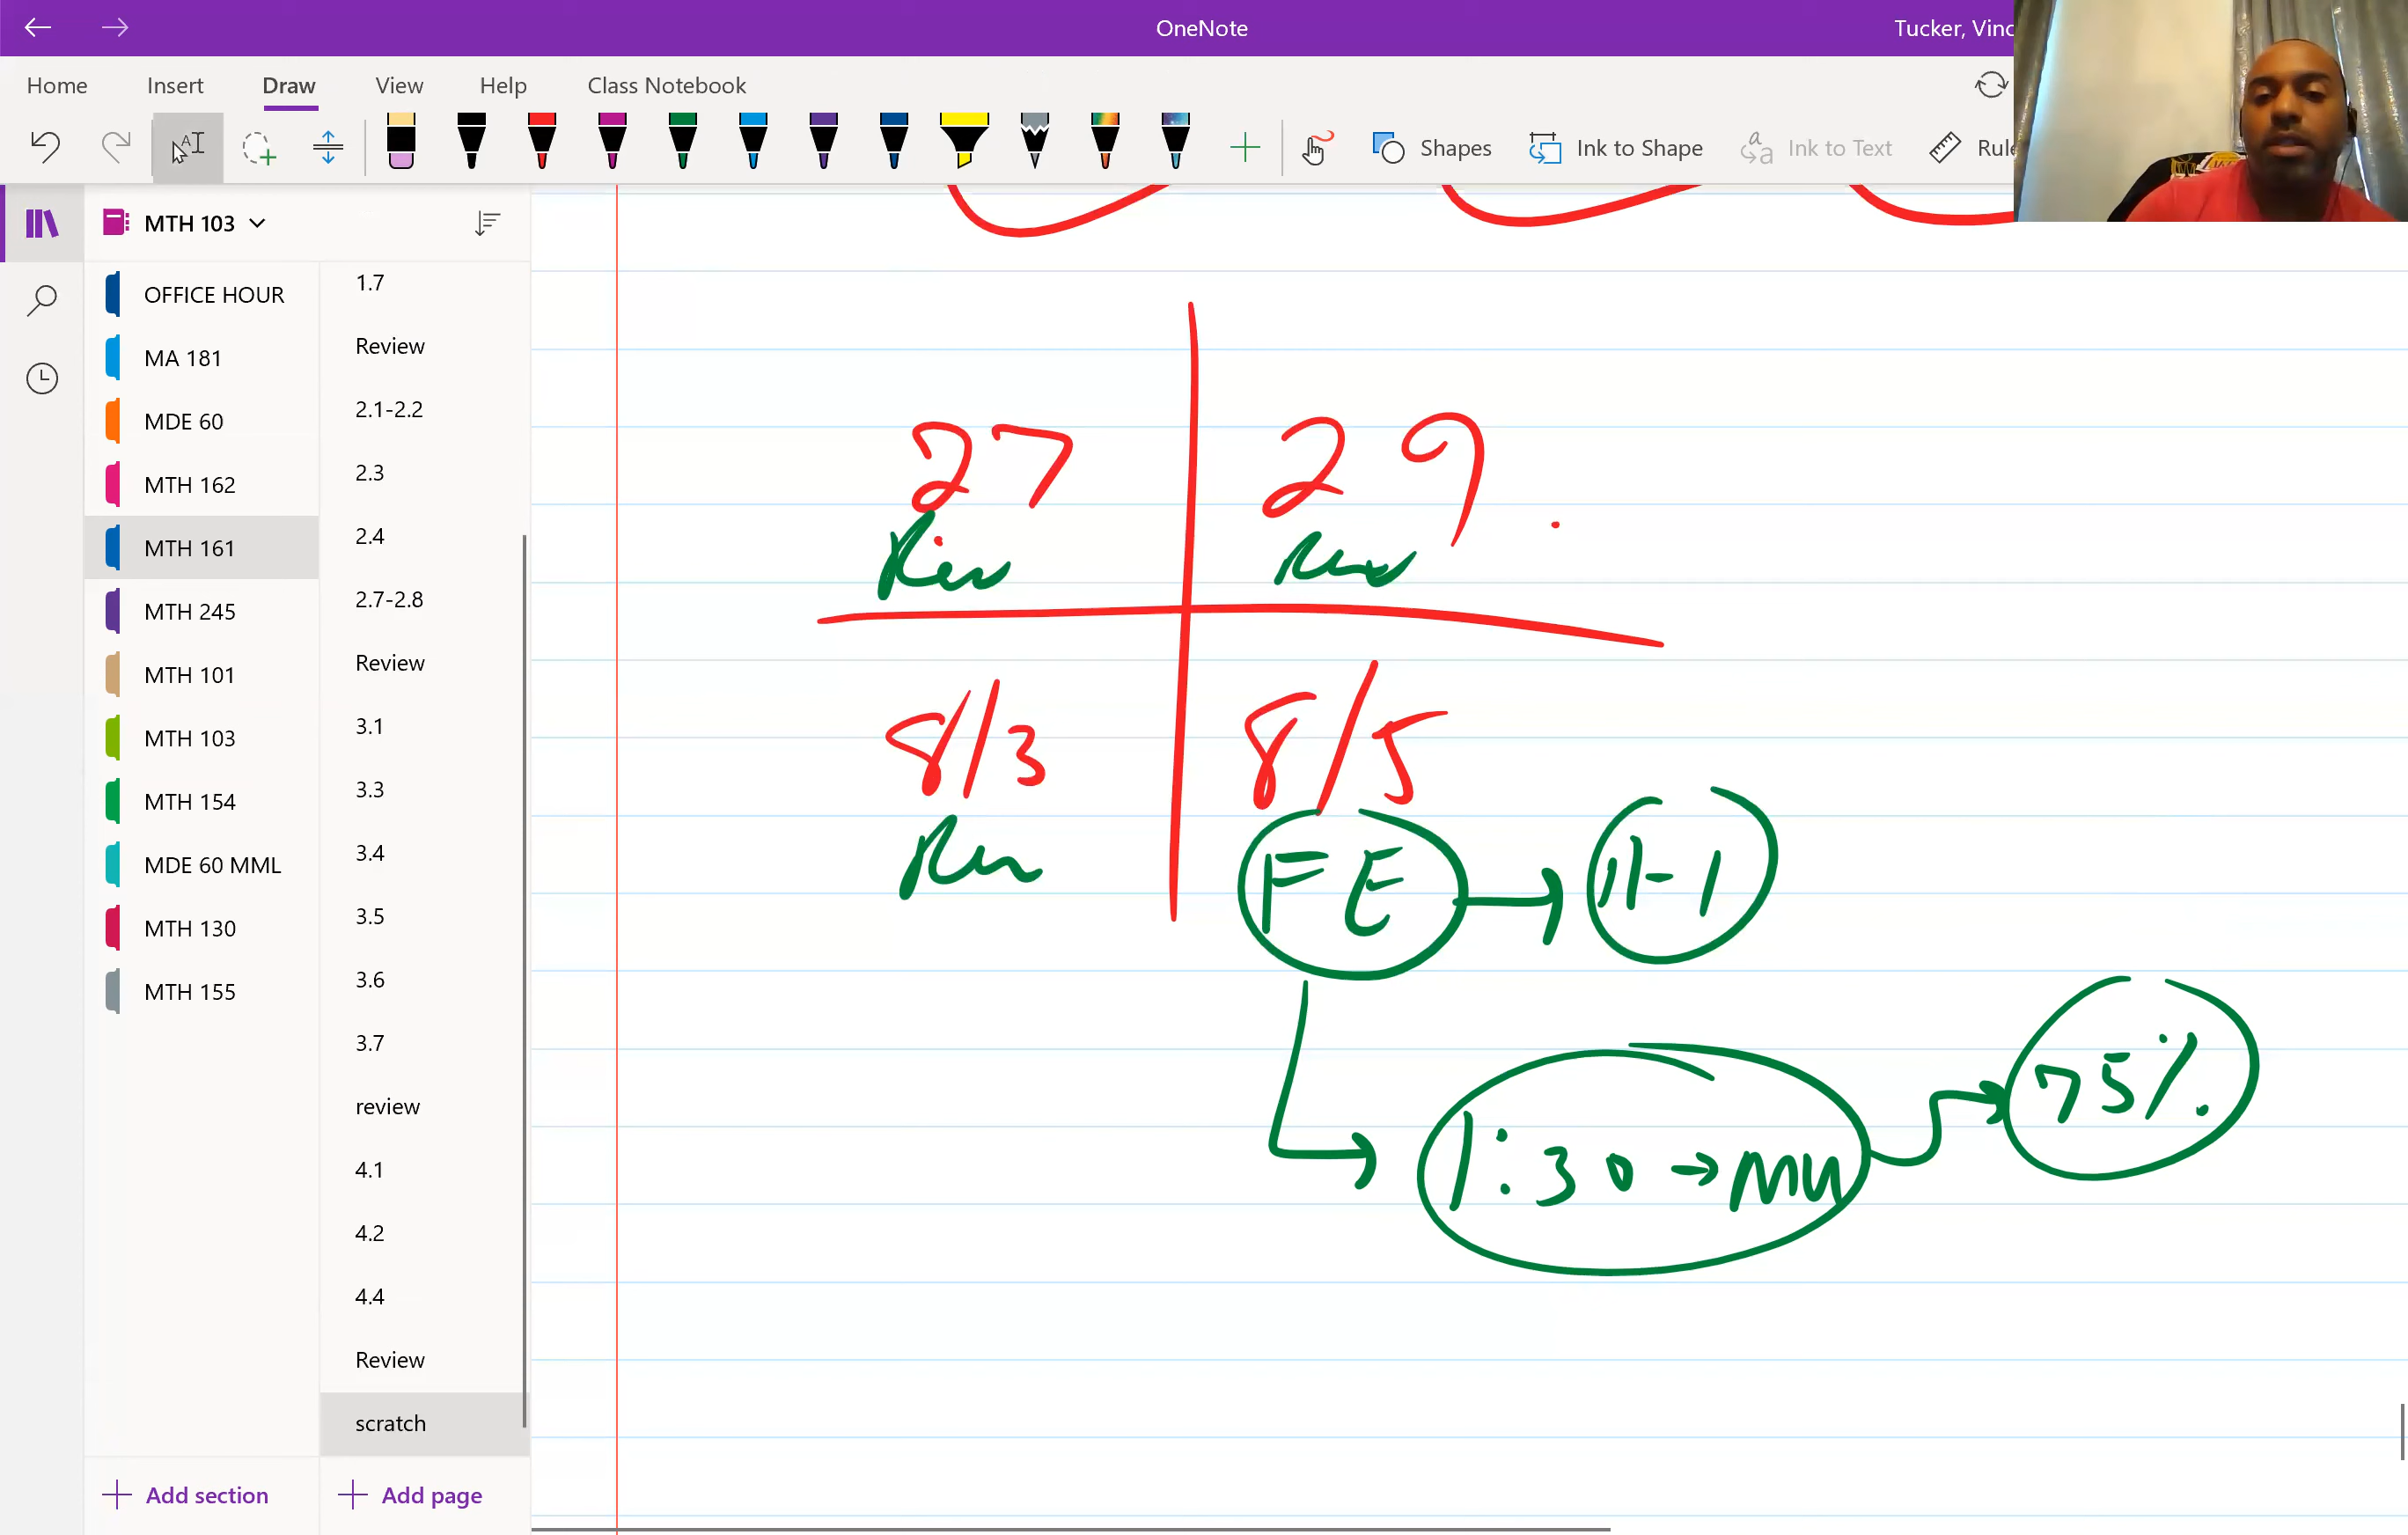 OneNote
Tucker, Vinc
Home Insert Draw View Help Class Notebook
Shapes Ink to Shape Ink to Text Rule
MTH 103
OFFICE HOUR
MA 181
MDE 60
MTH 162
MTH 161
MTH 245
MTH 101
MTH 103
MTH 154
MDE 60 MML
MTH 130
MTH 155
Add section
1.7
Review
2.1-2.2
2.3
2.4
2.7-2.8
Review
3.1
3.3
3.4
3.5
3.6
3.7
review
4.1
4.2
4.4
Review
scratch
Add page
27 29
8/3 8/5
FE → 11-1
1:30 →
75%